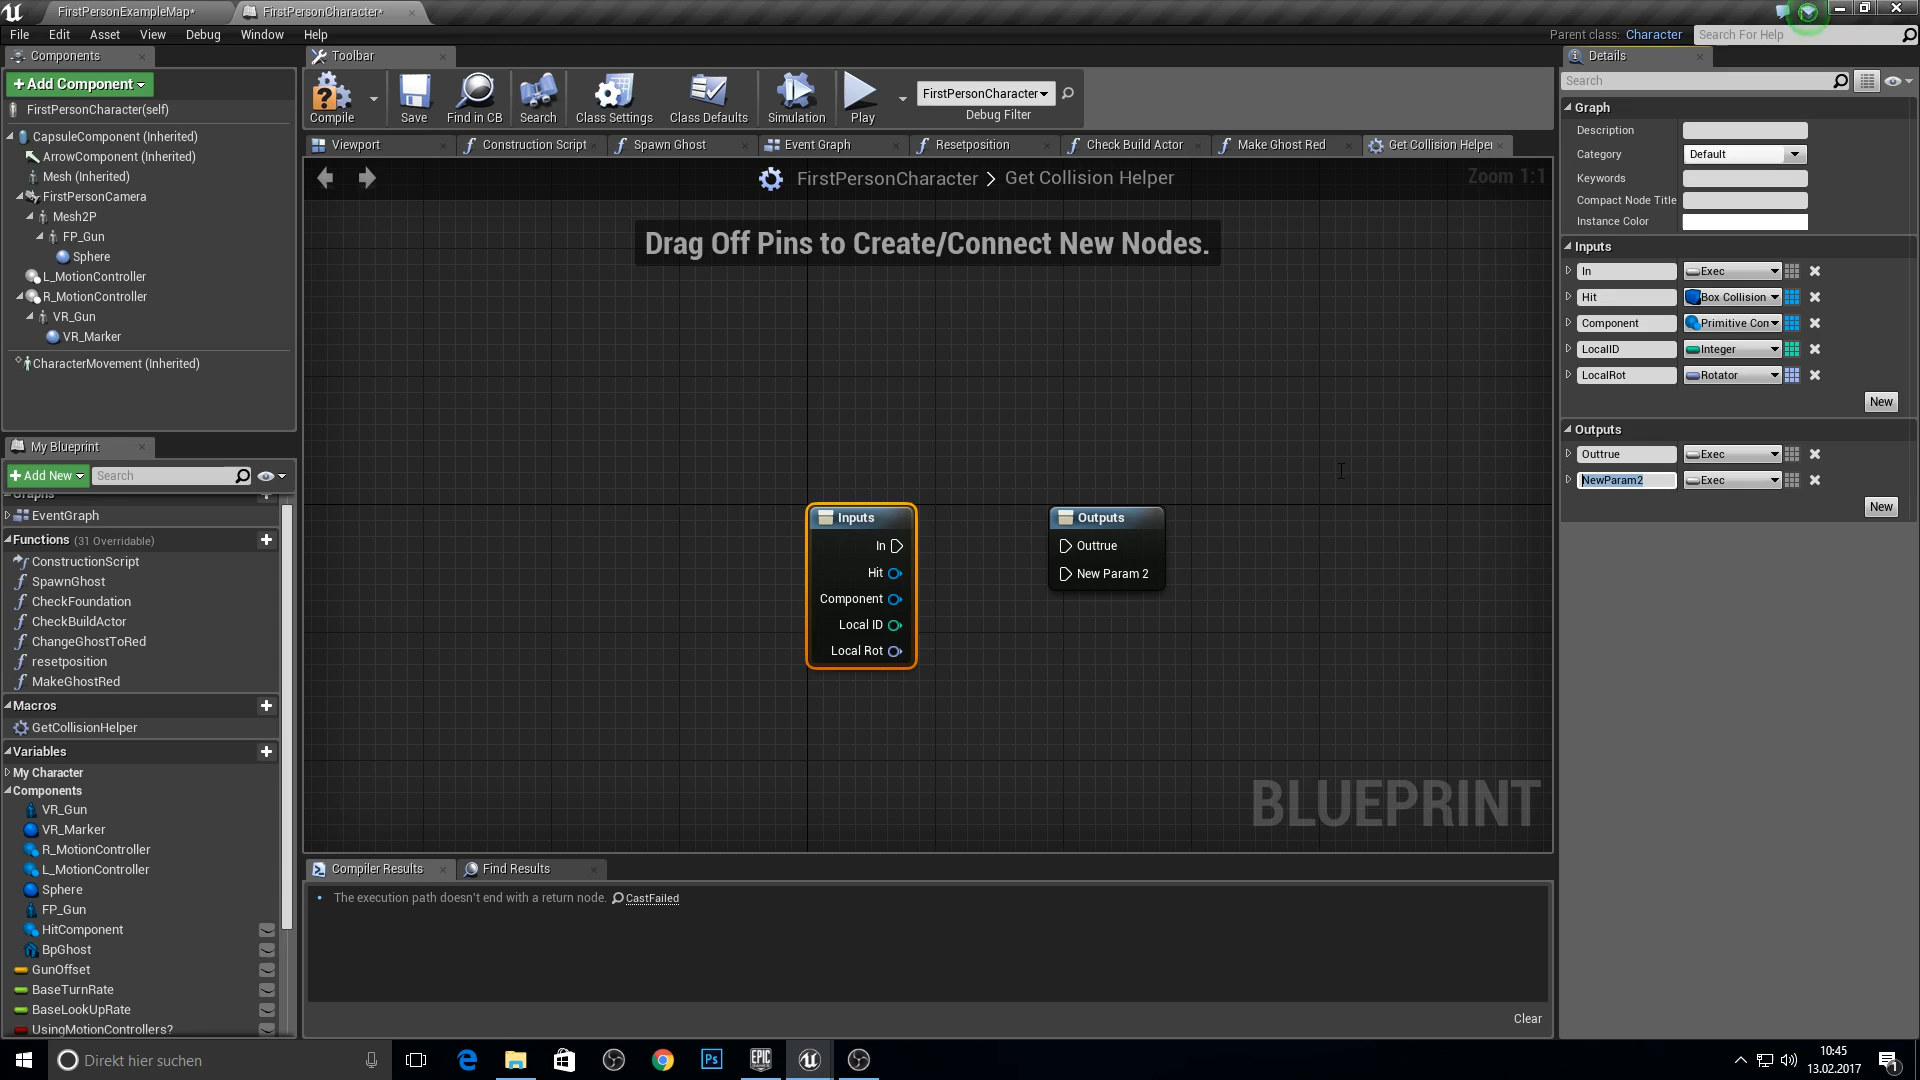 FirstPersonExampleMap*
FirstPersonCharacter*
File Edit Asset View Debug Window Help
Parent class: Character
Search For Help
Components
Toolbar
Details
+Add Component
FirstPersonCharacter(self)
CapsuleComponent (Inherited)
ArrowComponent (Inherited)
Mesh (Inherited)
FirstPersonCamera
Mesh2P
FP_Gun
Sphere
L_MotionController
R_MotionController
VR_Gun
VR_Marker
CharacterMovement (Inherited)
Compile
Save
Find in CB
Search
Class Settings
Class Defaults
Simulation
Play
FirstPersonCharacter
Debug Filter
Viewport
Construction Script
Spawn Ghost
Event Graph
Resetposition
Check Build Actor
Make Ghost Red
Get Collision Helper
FirstPersonCharacter > Get Collision Helper
Zoom 1:1
Drag Off Pins to Create/Connect New Nodes.
Inputs
In
Hit
Component
Local ID
Local Rot
Outputs
Outtrue
New Param 2
BLUEPRINT
My Blueprint
+Add New
Search
Graphs
EventGraph
Functions (31 Overridable)
ConstructionScript
SpawnGhost
CheckFoundation
CheckBuildActor
ChangeGhostToRed
resetposition
MakeGhostRed
Macros
GetCollisionHelper
Variables
My Character
Components
VR_Gun
VR_Marker
R_MotionController
L_MotionController
Sphere
FP_Gun
HitComponent
BpGhost
GunOffset
BaseTurnRate
BaseLookUpRate
UsingMotionControllers?
Compiler Results
Find Results
The execution path doesn't end with a return node. CastFailed
Clear
Search
Graph
Description
Category Default
Keywords
Compact Node Title
Instance Color
Inputs
In Exec
Hit Box Collision
Component Primitive Con
LocalID Integer
LocalRot Rotator
New
Outputs
Outtrue Exec
NewParam2 Exec
New
Direkt hier suchen
Ps
EPIC
GAMES
10:45
13.02.2017
1